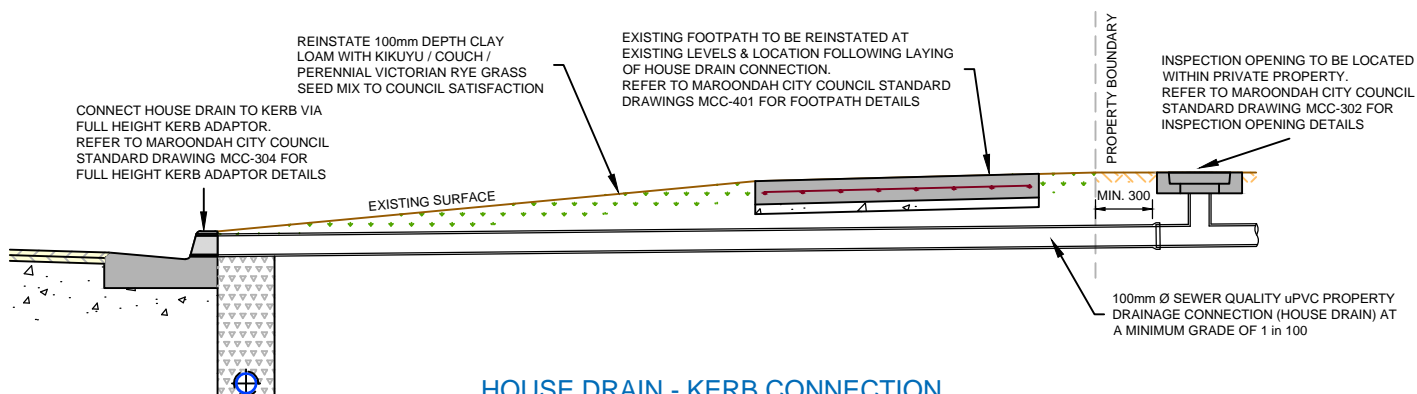 REINSTATE 100mm DEPTH CLAY
LOAM WITH KIKUYU / COUCH /
PERENNIAL VICTORIAN RYE GRASS
SEED MIX TO COUNCIL SATISFACTION
EXISTING FOOTPATH TO BE REINSTATED AT
EXISTING LEVELS & LOCATION FOLLOWING LAYING
OF HOUSE DRAIN CONNECTION.
REFER TO MAROONDAH CITY COUNCIL STANDARD
DRAWINGS MCC-401 FOR FOOTPATH DETAILS
PROPERTY BOUNDARY
INSPECTION OPENING TO BE LOCATED
WITHIN PRIVATE PROPERTY.
REFER TO MAROONDAH CITY COUNCIL
STANDARD DRAWING MCC-302 FOR
INSPECTION OPENING DETAILS
CONNECT HOUSE DRAIN TO KERB VIA
FULL HEIGHT KERB ADAPTOR.
REFER TO MAROONDAH CITY COUNCIL
STANDARD DRAWING MCC-304 FOR
FULL HEIGHT KERB ADAPTOR DETAILS
EXISTING SURFACE
MIN. 300
100mm Ø SEWER QUALITY uPVC PROPERTY
DRAINAGE CONNECTION (HOUSE DRAIN) AT
A MINIMUM GRADE OF 1 in 100
HOUSE DRAIN - KERB CONNECTION